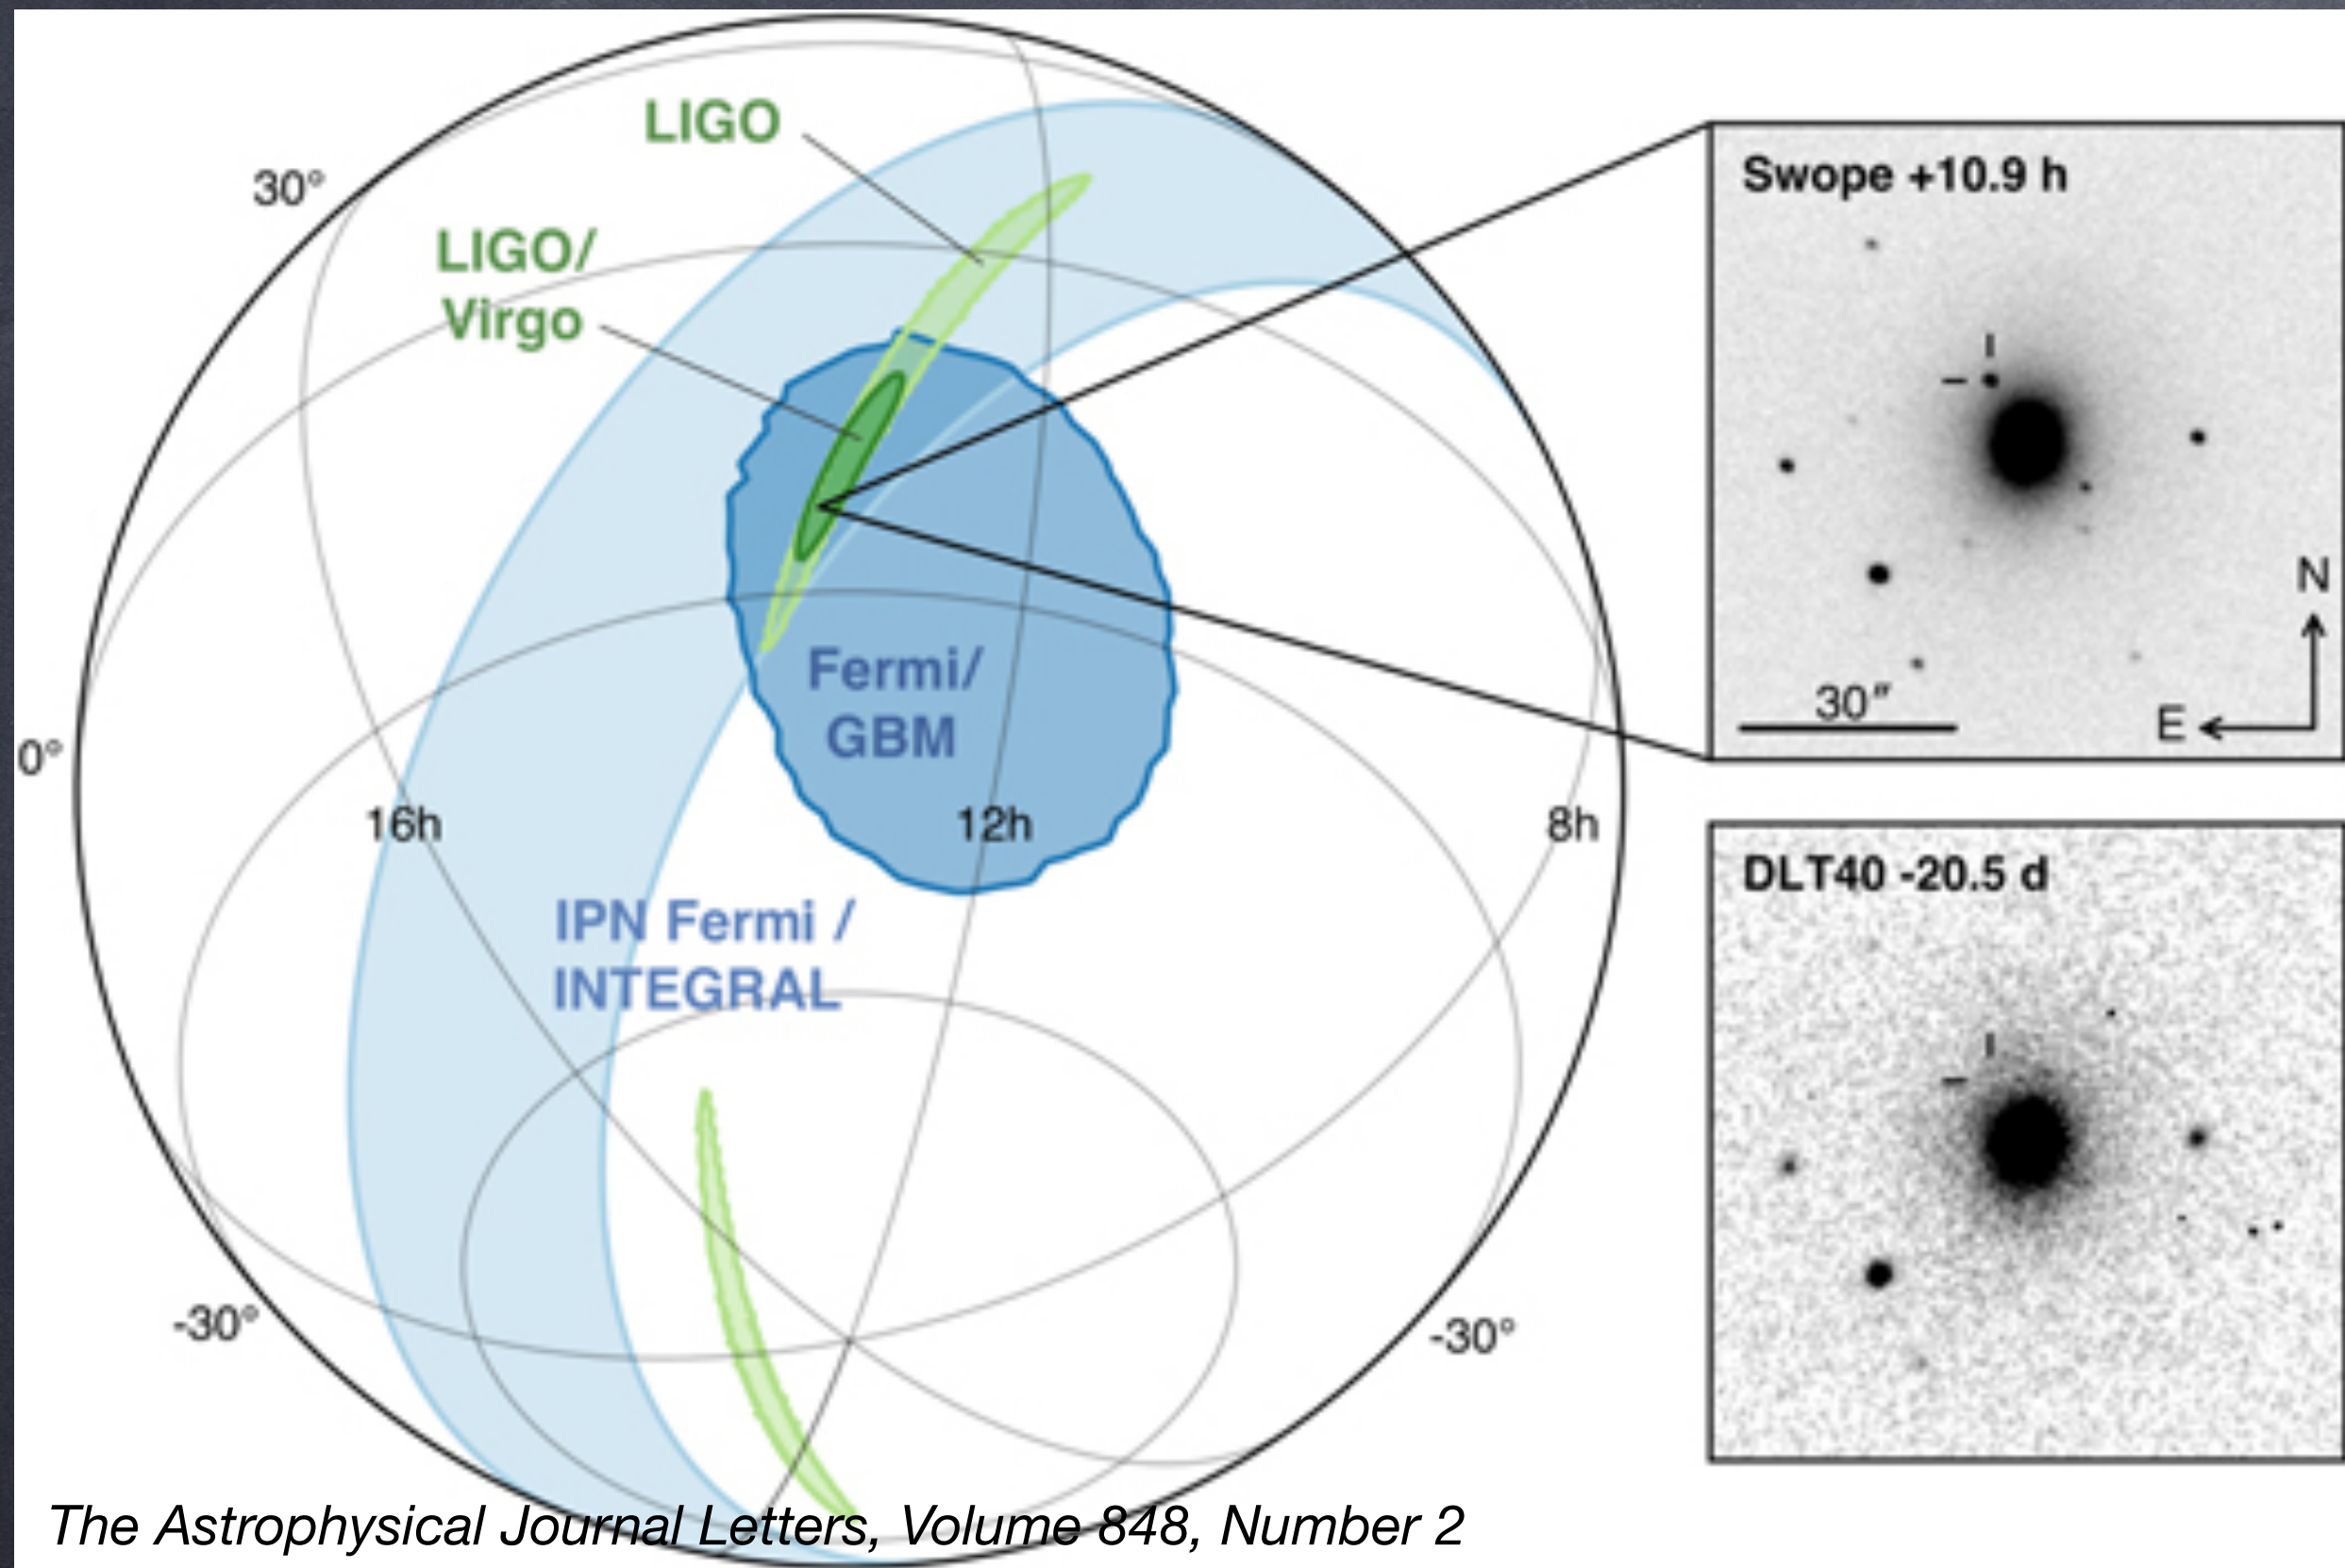 LIGO
30°
LIGO/
Virgo
Fermi/
GBM
0°
16h
12h
8h
IPN Fermi /
INTEGRAL
-30°
-30°
Swope +10.9 h
N
30"
E
DLT40 -20.5 d
The Astrophysical Journal Letters, Volume 848, Number 2